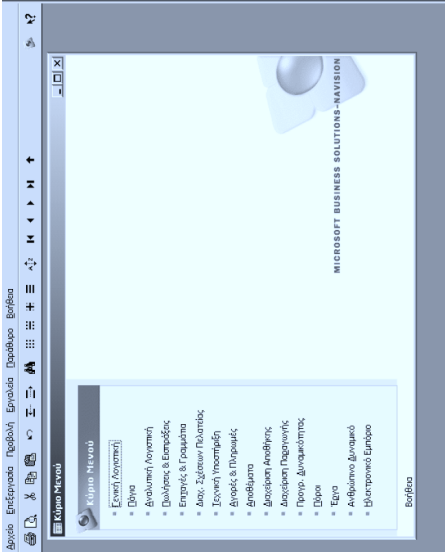 Αρχείο Επεξεργασία Προβολή Εργαλεία Παράθυρο Βοήθεια
Κύριο Μενού
Κύριο Μενού
Γενική Λογιστική
Πάγια
Αναλυτική Λογιστική
Πωλήσεις & Εισπράξεις
Επιταγές & Γραμμάτια
Διαχ. Σχέσεων Πελατείας
Τεχνική Υποστήριξη
Αγορές & Πληρωμές
Αποθέματα
Διαχείριση Αποθήκης
Διαχείριση Παραγωγής
Προγρ. Δυναμικότητας
Πόροι
Έργα
Ανθρώπινο Δυναμικό
Ηλεκτρονικό Εμπόριο
Βοήθεια
MICROSOFT BUSINESS SOLUTIONS-NAVISION